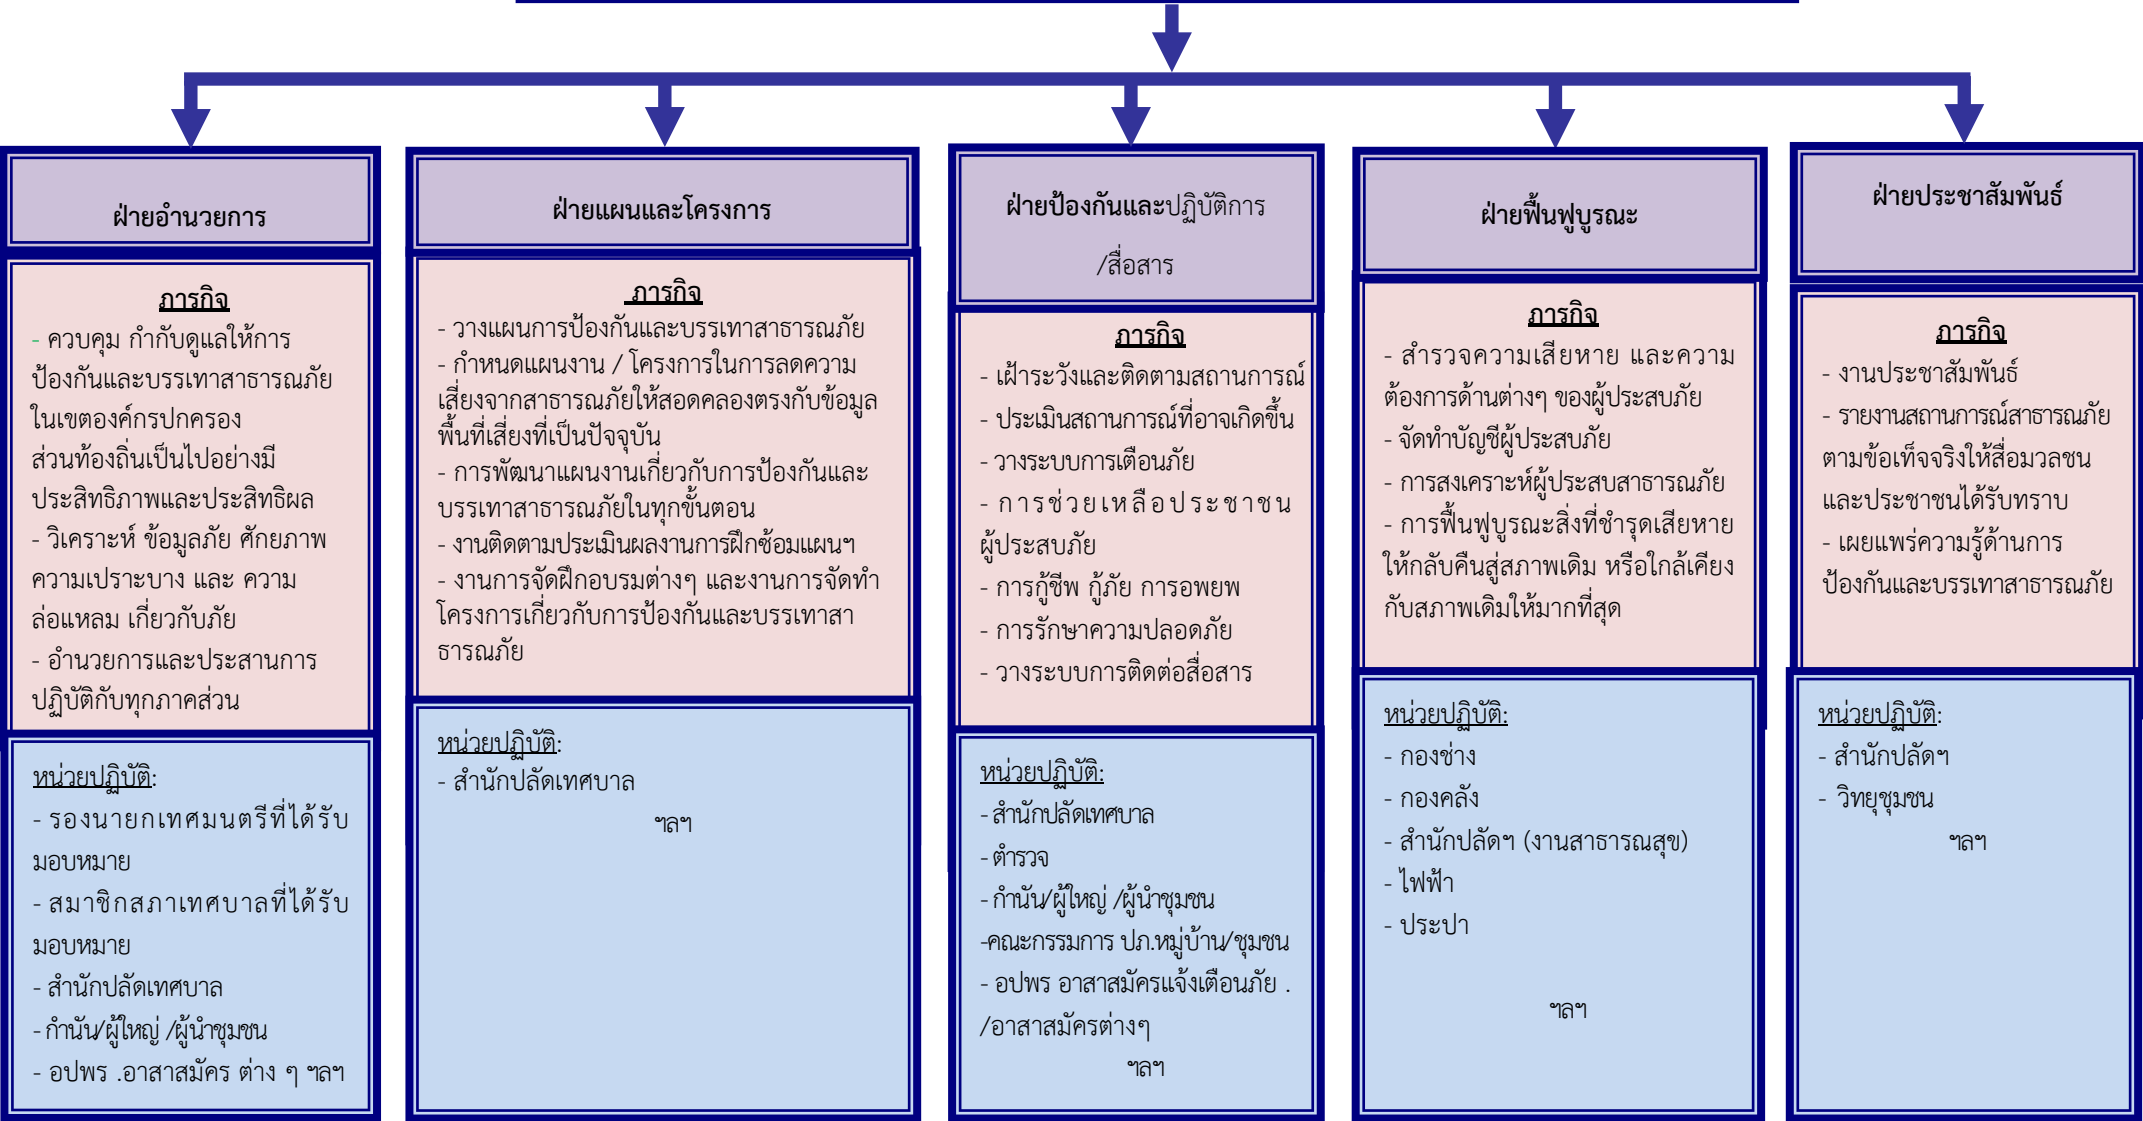 ฝ่ายอำนวยการ
ภารกิจ
- ควบคุม กำกับดูแลให้การ
ป้องกันและบรรเทาสาธารณภัย
ในเขตองค์กรปกครอง
ส่วนท้องถิ่นเป็นไปอย่างมี
ประสิทธิภาพและประสิทธิผล
- วิเคราะห์ ข้อมูลภัย ศักยภาพ
ความเปราะบาง และ ความ
ล่อแหลม เกี่ยวกับภัย
- อำนวยการและประสานการ
ปฏิบัติกับทุกภาคส่วน
หน่วยปฏิบัติ:
- รองนายกเทศมนตรีที่ได้รับ
มอบหมาย
- สมาชิกสภาเทศบาลที่ได้รับ
มอบหมาย
- สำนักปลัดเทศบาล
- กำนัน/ผู้ใหญ่ /ผู้นำชุมชน
- อปพร .อาสาสมัคร ต่าง ๆ ฯลฯ
ฝ่ายแผนและโครงการ
ภารกิจ
- วางแผนการป้องกันและบรรเทาสาธารณภัย
- กำหนดแผนงาน / โครงการในการลดความ
เสี่ยงจากสาธารณภัยให้สอดคลองตรงกับข้อมูล
พื้นที่เสี่ยงที่เป็นปัจจุบัน
- การพัฒนาแผนงานเกี่ยวกับการป้องกันและ
บรรเทาสาธารณภัยในทุกขั้นตอน
- งานติดตามประเมินผลงานการฝึกซ้อมแผนฯ
- งานการจัดฝึกอบรมต่างๆ และงานการจัดทำ
โครงการเกี่ยวกับการป้องกันและบรรเทาสา
ธารณภัย
หน่วยปฏิบัติ:
- สำนักปลัดเทศบาล
ฯลฯ
ฝ่ายป้องกันและปฏิบัติการ
/สื่อสาร
ภารกิจ
- เฝ้าระวังและติดตามสถานการณ์
- ประเมินสถานการณ์ที่อาจเกิดขึ้น
- วางระบบการเตือนภัย
- การช่วยเหลือประชาชน
ผู้ประสบภัย
- การกู้ชีพ กู้ภัย การอพยพ
- การรักษาความปลอดภัย
- วางระบบการติดต่อสื่อสาร
หน่วยปฏิบัติ:
- สำนักปลัดเทศบาล
- ตำรวจ
- กำนัน/ผู้ใหญ่ /ผู้นำชุมชน
-คณะกรรมการ ปภ.หมู่บ้าน/ชุมชน
- อปพร อาสาสมัครแจ้งเตือนภัย .
/อาสาสมัครต่างๆ
ฯลฯ
ฝ่ายฟื้นฟูบูรณะ
ภารกิจ
- สำรวจความเสียหาย และความ
ต้องการด้านต่างๆ ของผู้ประสบภัย
- จัดทำบัญชีผู้ประสบภัย
- การสงเคราะห์ผู้ประสบสาธารณภัย
- การฟื้นฟูบูรณะสิ่งที่ชำรุดเสียหาย
ให้กลับคืนสู่สภาพเดิม หรือใกล้เคียง
กับสภาพเดิมให้มากที่สุด
หน่วยปฏิบัติ:
- กองช่าง
- กองคลัง
- สำนักปลัดฯ (งานสาธารณสุข)
- ไฟฟ้า
- ประปา
ฯลฯ
ฝ่ายประชาสัมพันธ์
ภารกิจ
- งานประชาสัมพันธ์
- รายงานสถานการณ์สาธารณภัย
ตามข้อเท็จจริงให้สื่อมวลชน
และประชาชนได้รับทราบ
- เผยแพร่ความรู้ด้านการ
ป้องกันและบรรเทาสาธารณภัย
หน่วยปฏิบัติ:
- สำนักปลัดฯ
- วิทยุชุมชน
ฯลฯ